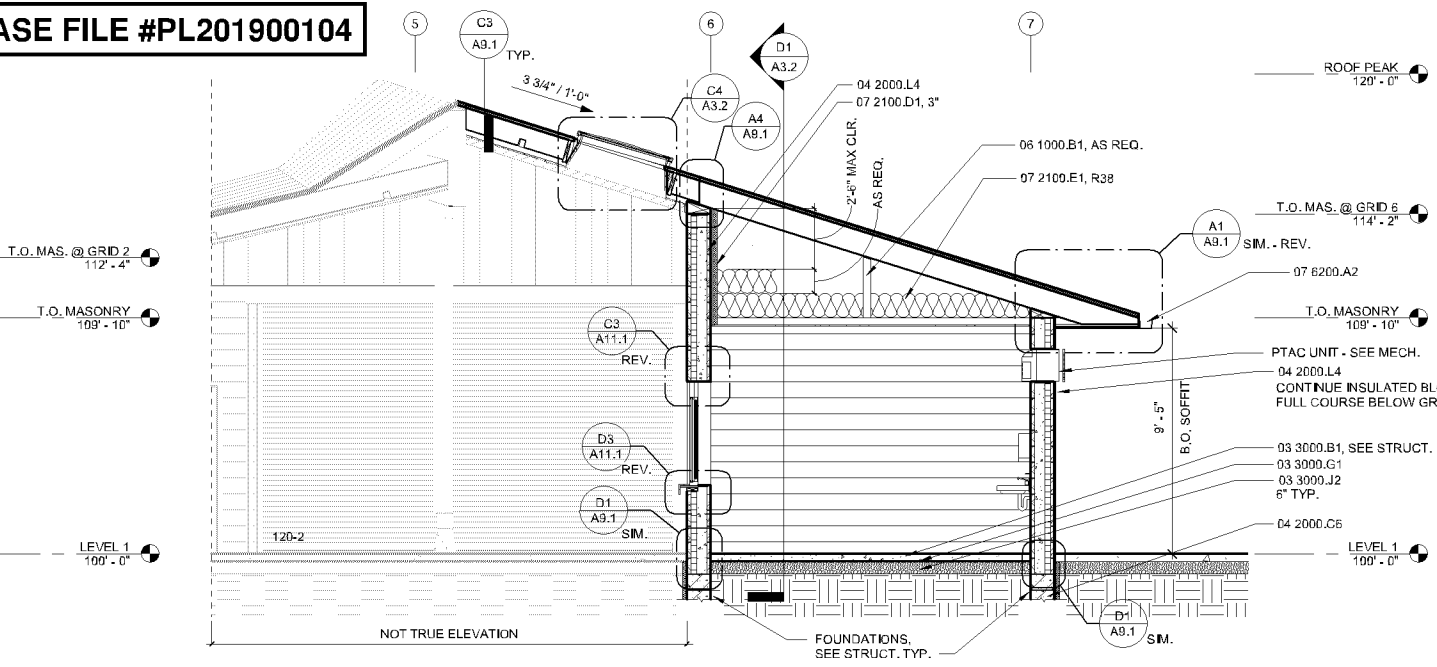 ASE FILE #PL201900104
5
6
7
C3
A9.1
TYP.
3 3/4" / 1'-0"
C4
A3.2
A4
A9.1
D1
A3.2
04 2000.L4
07 2100.D1, 3"
2'-6" MAX CLR,
AS REQ.
06 1000.B1, AS REQ.
07 2100.E1, R38
A1
A9.1
SIM. - REV.
07 6200.A2
ROOF PEAK
120' - 0"
T.O. MAS. @ GRID 6
114' - 2"
T.O. MAS. @ GRID 2
112' - 4"
T.O. MASONRY
109' - 10"
T.O. MASONRY
109' - 10"
C3
A11.1
REV.
PTAC UNIT - SEE MECH.
04 2000.L4
CONTINUE INSULATED BL
FULL COURSE BELOW GR
9' - 5"
B.O. SOFFIT
D3
A11.1
REV.
03 3000.B1, SEE STRUCT.
03 3000.G1
03 3000.J2
6" TYP.
D1
A9.1
SIM.
04 2000.C6
120-2
LEVEL 1
100' - 0"
LEVEL 1
100' - 0"
D1
A9.1
SIM.
NOT TRUE ELEVATION
FOUNDATIONS,
SEE STRUCT. TYP.